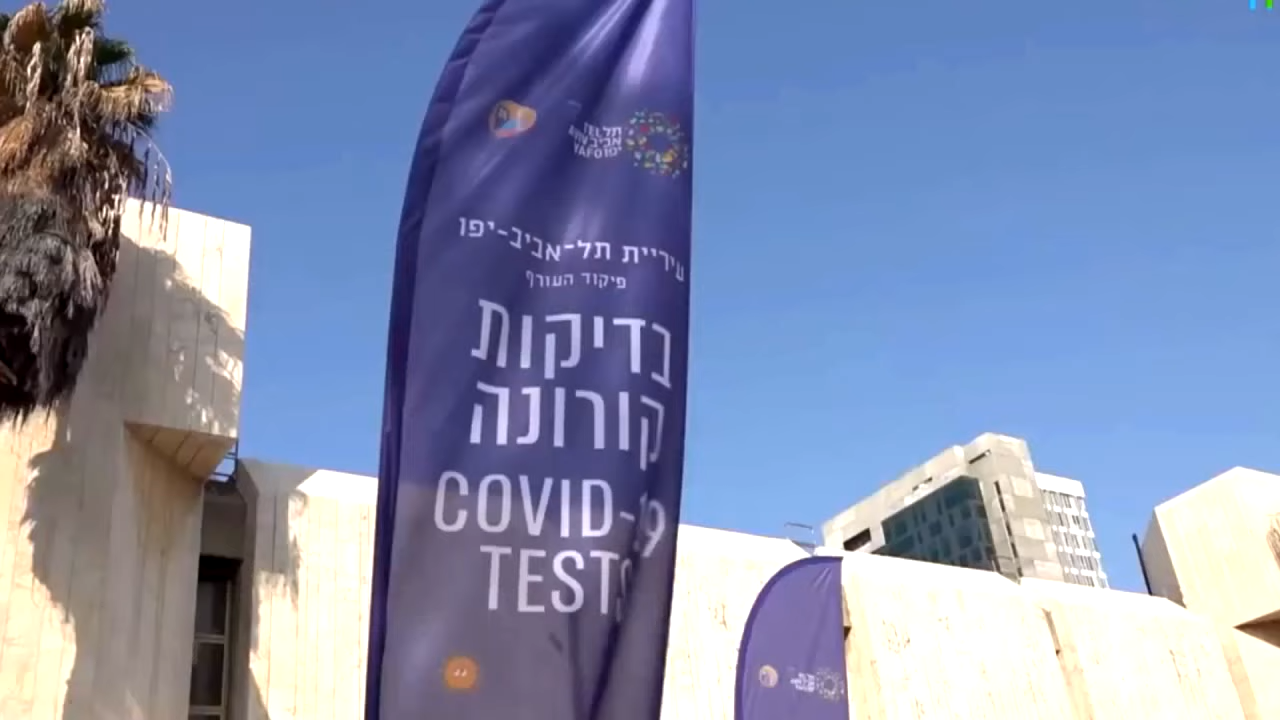 TEL תל
AVIV אביב
YAFO יפו
עיריית תל-אביב-יפו
פיקוד העורף
בדיקות
קורונה
COVID-19
TESTS